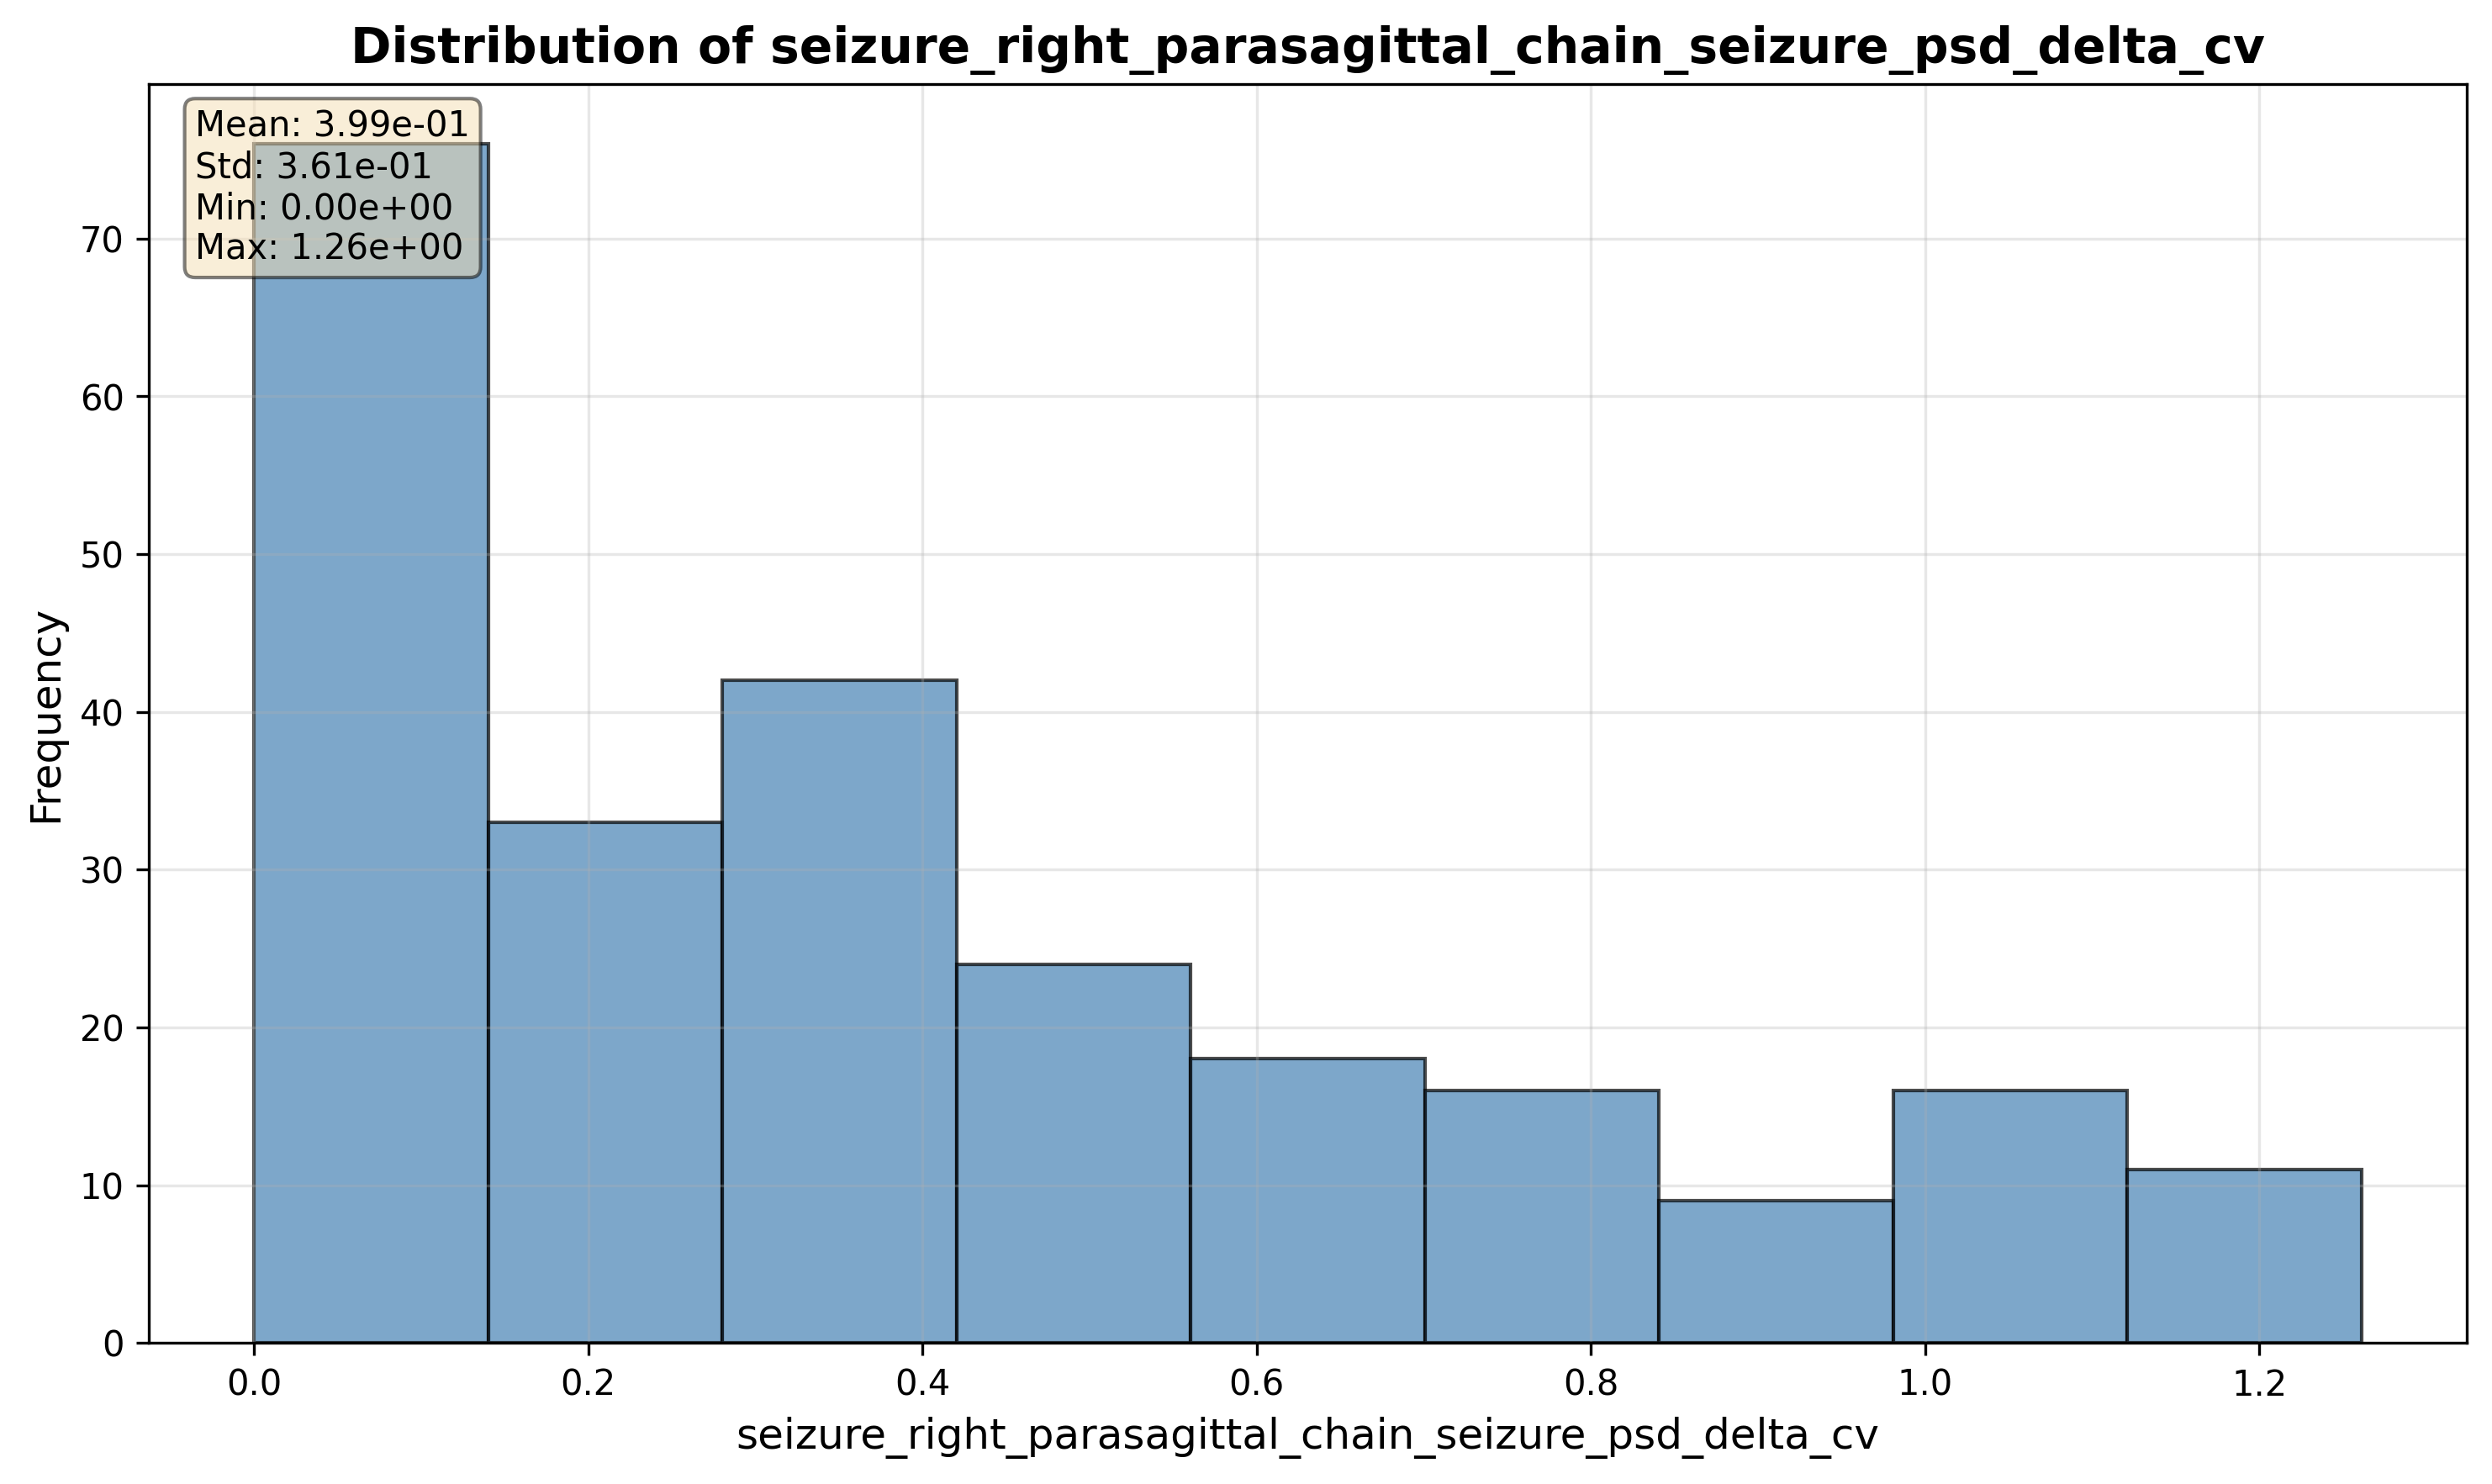 Distribution of seizure_right_parasagittal_chain_seizure_psd_delta_cv
Mean: 3.99e-01
Std: 3.61e-01
Min: 0.00e+00
Max: 1.26e+00
Frequency
70
60
50
40
30
20
10
0
0.0 0.2 0.4 0.6 0.8 1.0 1.2
seizure_right_parasagittal_chain_seizure_psd_delta_cv